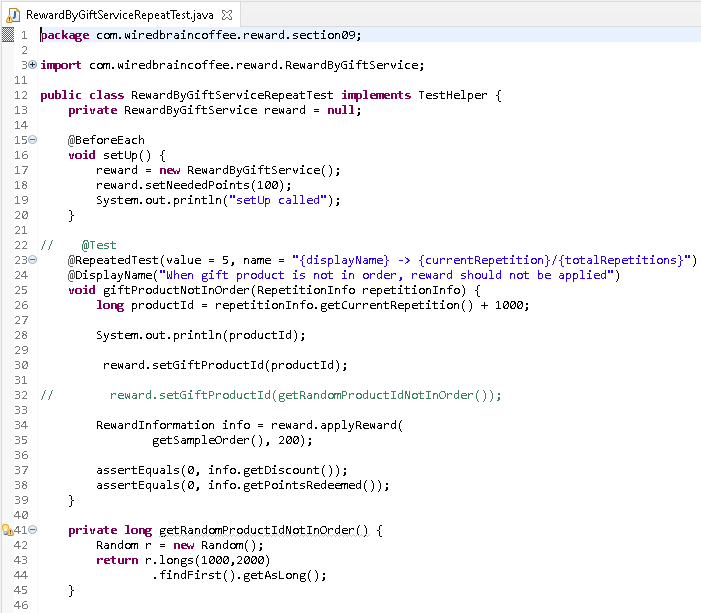 RewardByGiftServiceRepeatTest.java
1 package com.wiredbraincoffee.reward.section09;
2
3 import com.wiredbraincoffee.reward.RewardByGiftService;
11
12 public class RewardByGiftServiceRepeatTest implements TestHelper {
13     private RewardByGiftService reward = null;
14
15     @BeforeEach
16     void setUp() {
17         reward = new RewardByGiftService();
18         reward.setNeededPoints(100);
19         System.out.println("setUp called");
20     }
21
22 //    @Test
23     @RepeatedTest(value = 5, name = "{displayName} -> {currentRepetition}/{totalRepetitions}")
24     @DisplayName("When gift product is not in order, reward should not be applied")
25     void giftProductNotInOrder(RepetitionInfo repetitionInfo) {
26         long productId = repetitionInfo.getCurrentRepetition() + 1000;
27
28         System.out.println(productId);
29
30          reward.setGiftProductId(productId);
31
32 //        reward.setGiftProductId(getRandomProductIdNotInOrder());
33
34         RewardInformation info = reward.applyReward(
35                 getSampleOrder(), 200);
36
37         assertEquals(0, info.getDiscount());
38         assertEquals(0, info.getPointsRedeemed());
39     }
40
41     private long getRandomProductIdNotInOrder() {
42         Random r = new Random();
43         return r.longs(1000,2000)
44                 .findFirst().getAsLong();
45     }
46